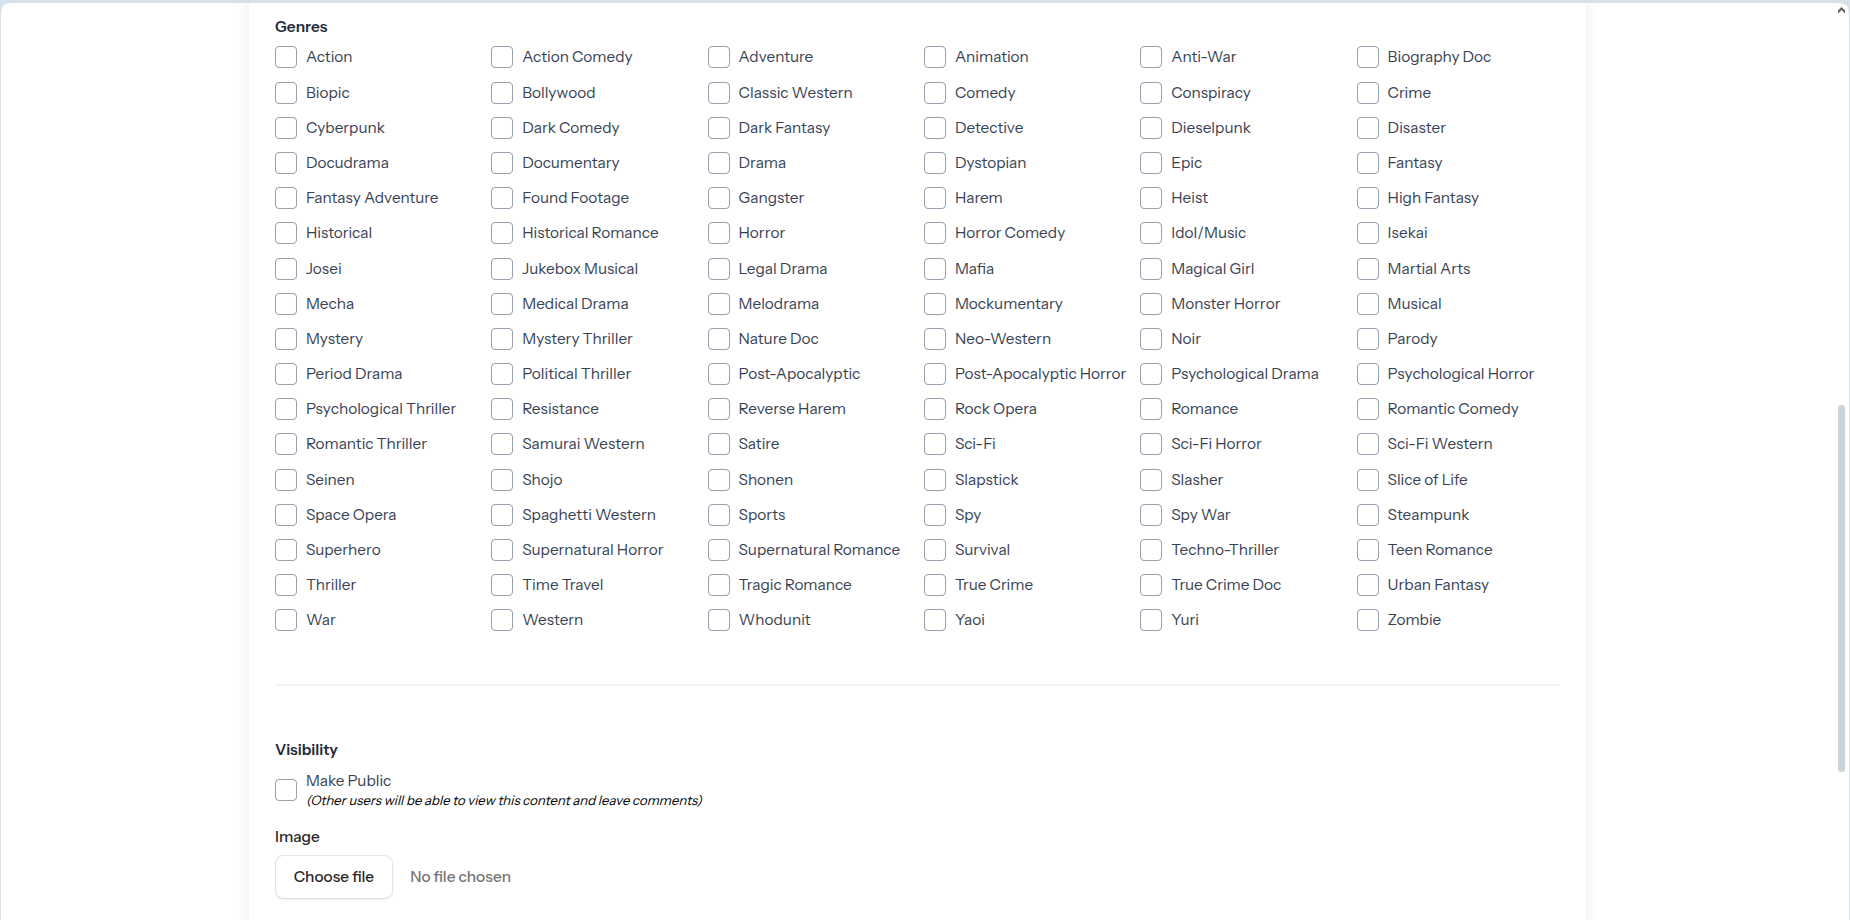 Genres
Action Action Comedy Adventure Animation Anti-War Biography Doc
Biopic Bollywood Classic Western Comedy Conspiracy Crime
Cyberpunk Dark Comedy Dark Fantasy Detective Dieselpunk Disaster
Docudrama Documentary Drama Dystopian Epic Fantasy
Fantasy Adventure Found Footage Gangster Harem Heist High Fantasy
Historical Historical Romance Horror Horror Comedy Idol/Music Isekai
Josei Jukebox Musical Legal Drama Mafia Magical Girl Martial Arts
Mecha Medical Drama Melodrama Mockumentary Monster Horror Musical
Mystery Mystery Thriller Nature Doc Neo-Western Noir Parody
Period Drama Political Thriller Post-Apocalyptic Post-Apocalyptic Horror Psychological Drama Psychological Horror
Psychological Thriller Resistance Reverse Harem Rock Opera Romance Romantic Comedy
Romantic Thriller Samurai Western Satire Sci-Fi Sci-Fi Horror Sci-Fi Western
Seinen Shojo Shonen Slapstick Slasher Slice of Life
Space Opera Spaghetti Western Sports Spy Spy War Steampunk
Superhero Supernatural Horror Supernatural Romance Survival Techno-Thriller Teen Romance
Thriller Time Travel Tragic Romance True Crime True Crime Doc Urban Fantasy
War Western Whodunit Yaoi Yuri Zombie
Visibility
Make Public
(Other users will be able to view this content and leave comments)
Image
Choose file No file chosen